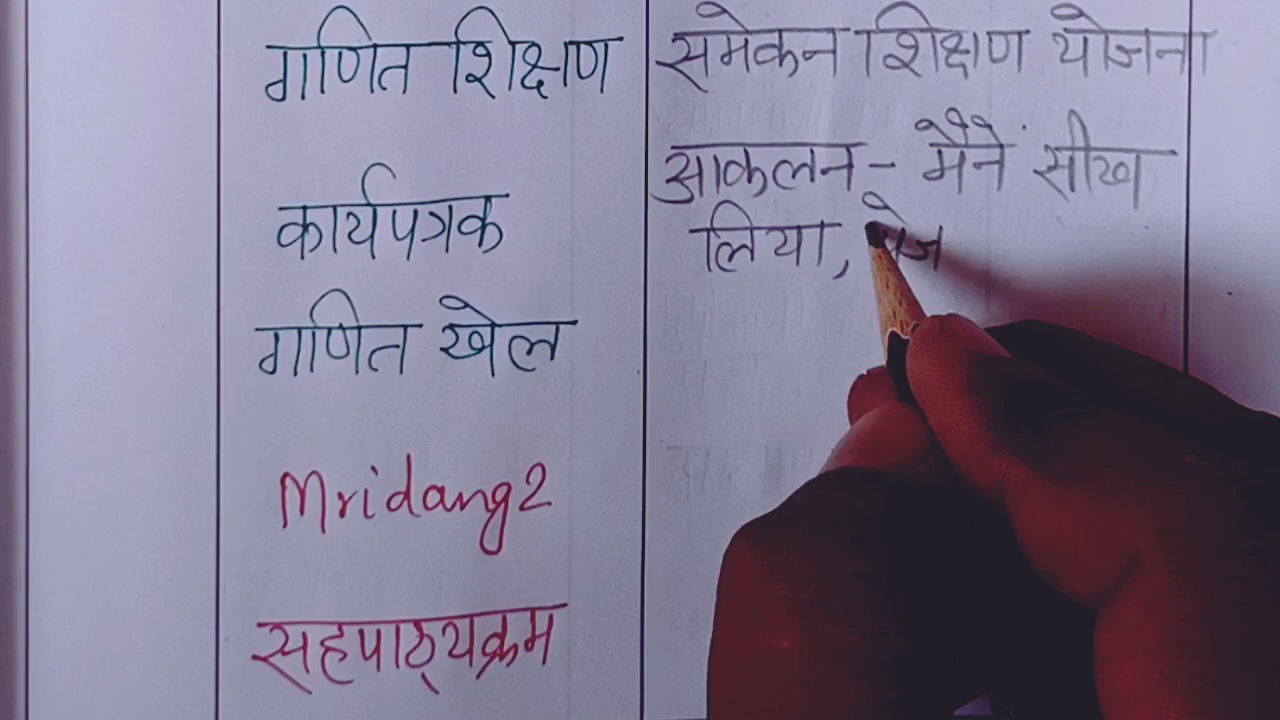 गणित शिक्षण
कार्यपत्रक
गणित खेल
Mridang2
सहपाठ्यक्रम
समेकन शिक्षण योजना
आकलन - मैने सीख
लिया,